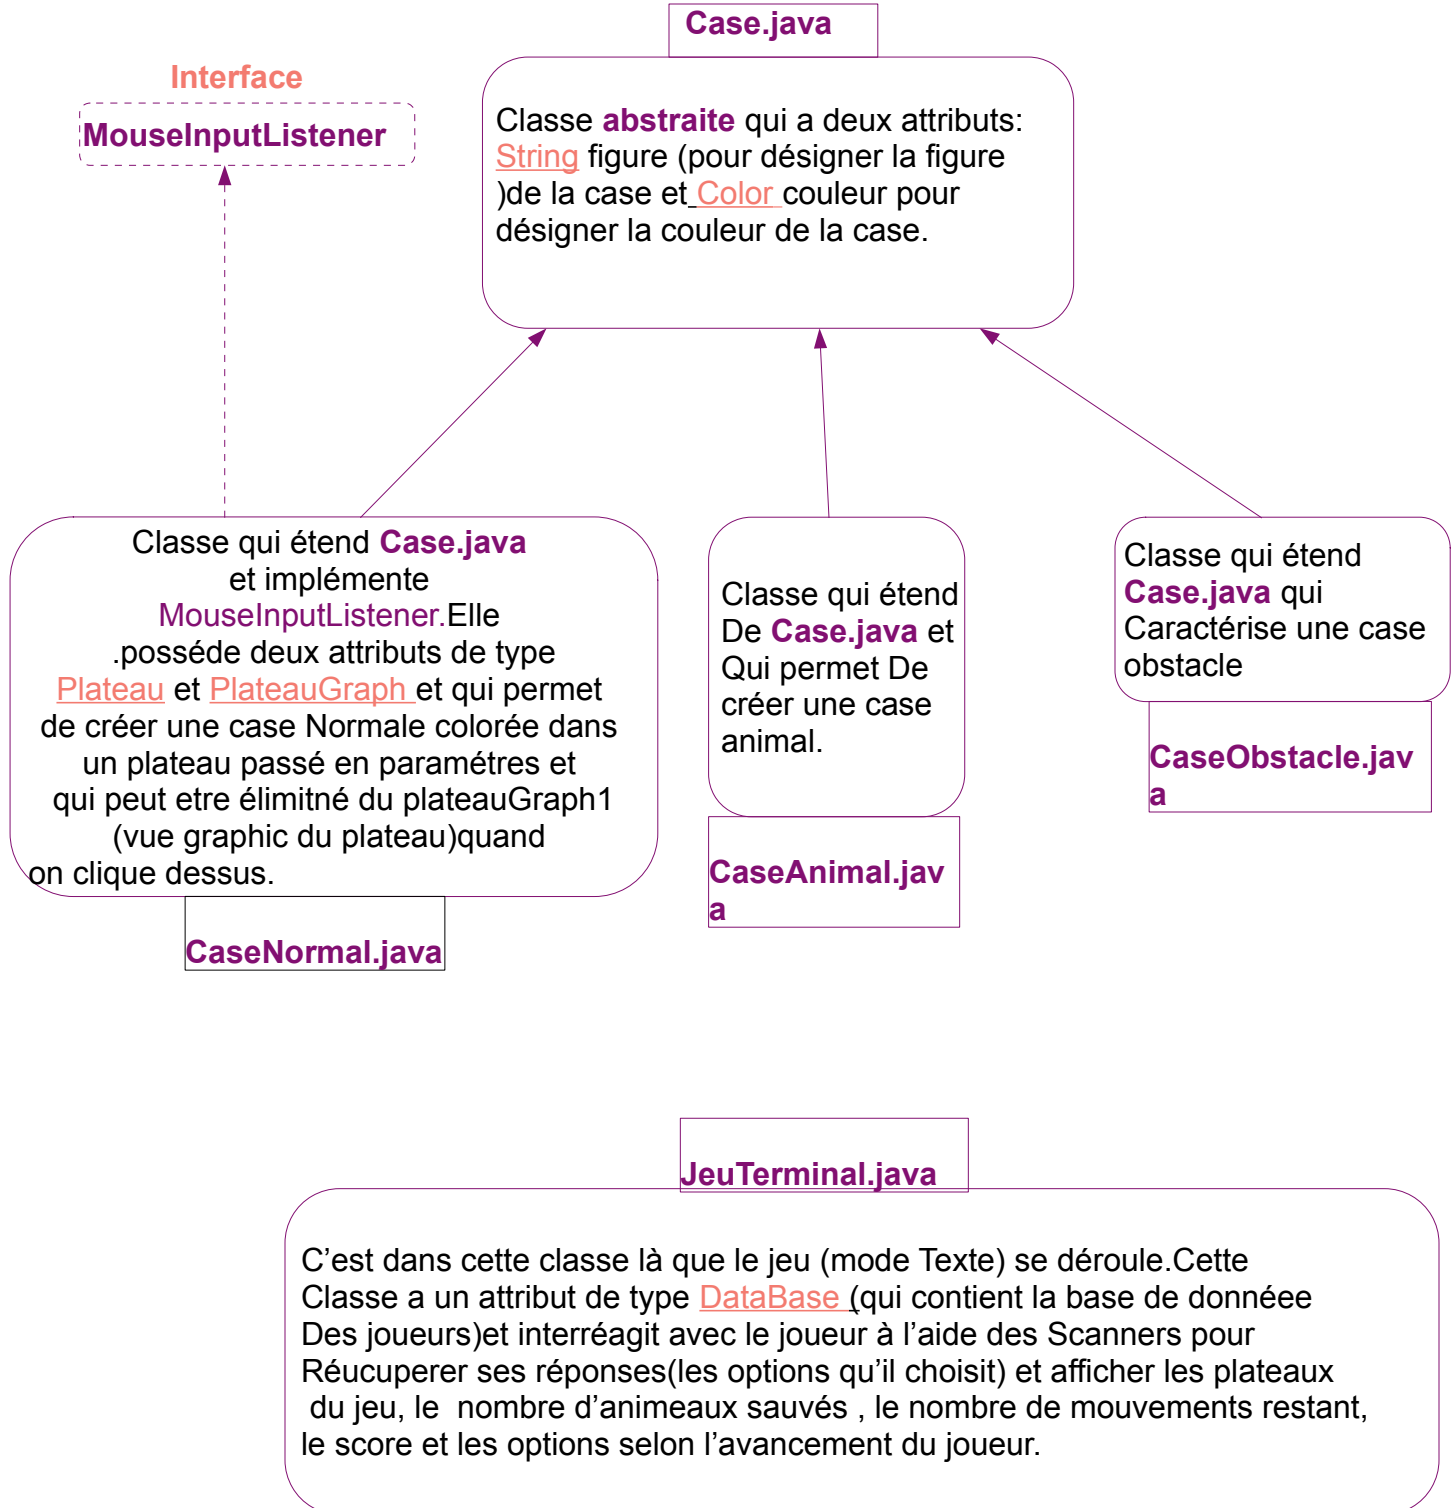 Case.java
Interface
MouseInputListener
Classe abstraite qui a deux attributs:
String figure (pour désigner la figure
)de la case et Color couleur pour
désigner la couleur de la case.
Classe qui étend Case.java
et implémente
MouseInputListener.Elle
.posséde deux attributs de type
Plateau et PlateauGraph et qui permet
de créer une case Normale colorée dans
un plateau passé en paramétres et
qui peut etre élimitné du plateauGraph1
(vue graphic du plateau)quand
on clique dessus.
CaseNormal.java
Classe qui étend
De Case.java et
Qui permet De
créer une case
animal.
CaseAnimal.jav
a
Classe qui étend
Case.java qui
Caractérise une case
obstacle
CaseObstacle.jav
a
JeuTerminal.java
C’est dans cette classe là que le jeu (mode Texte) se déroule.Cette
Classe a un attribut de type DataBase (qui contient la base de donnéee
Des joueurs)et interréagit avec le joueur à l’aide des Scanners pour
Réucuperer ses réponses(les options qu’il choisit) et afficher les plateaux
du jeu, le nombre d’animeaux sauvés , le nombre de mouvements restant,
le score et les options selon l’avancement du joueur.